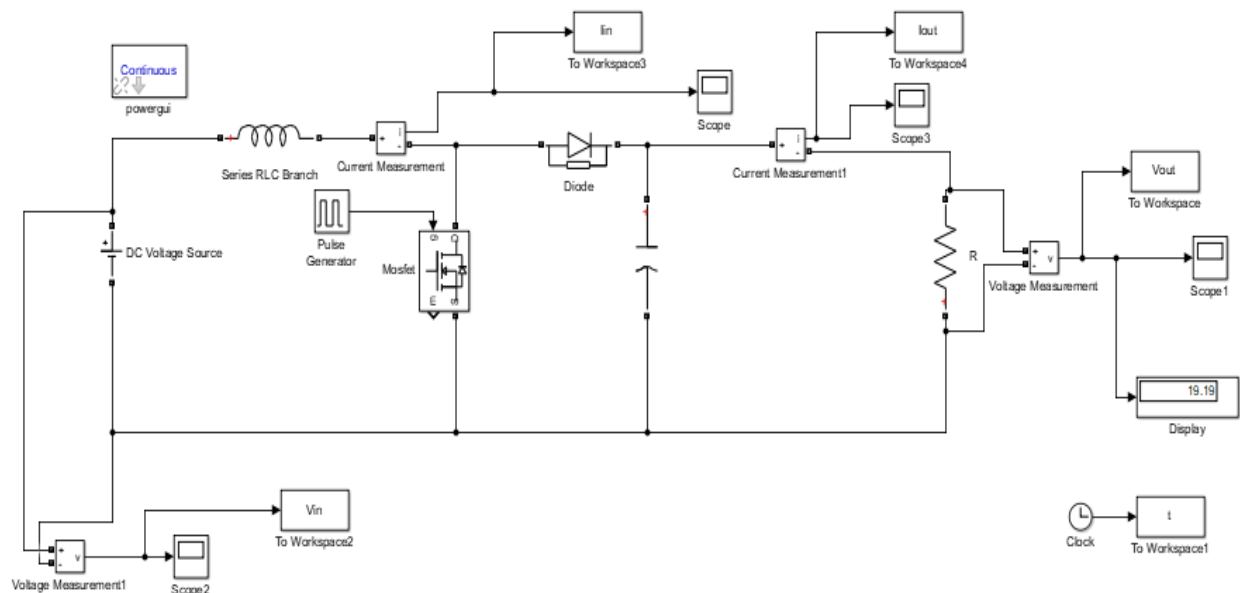 Iin
To Workspace3
Iout
To Workspace4
Continuous
powergui
Scope
Scope3
i
+
-
Current Measurement
i
+
-
Current Measurement1
Series RLC Branch
Diode
Vout
To Workspace
Pulse
Generator
+
DC Voltage Source
g
D
Mosfet
m
S
R
+
-
v
Voltage Measurement
Scope1
19.19
Display
Vin
To Workspace2
Clock
t
To Workspace1
+
-
v
Voltage Measurement1
Scope2